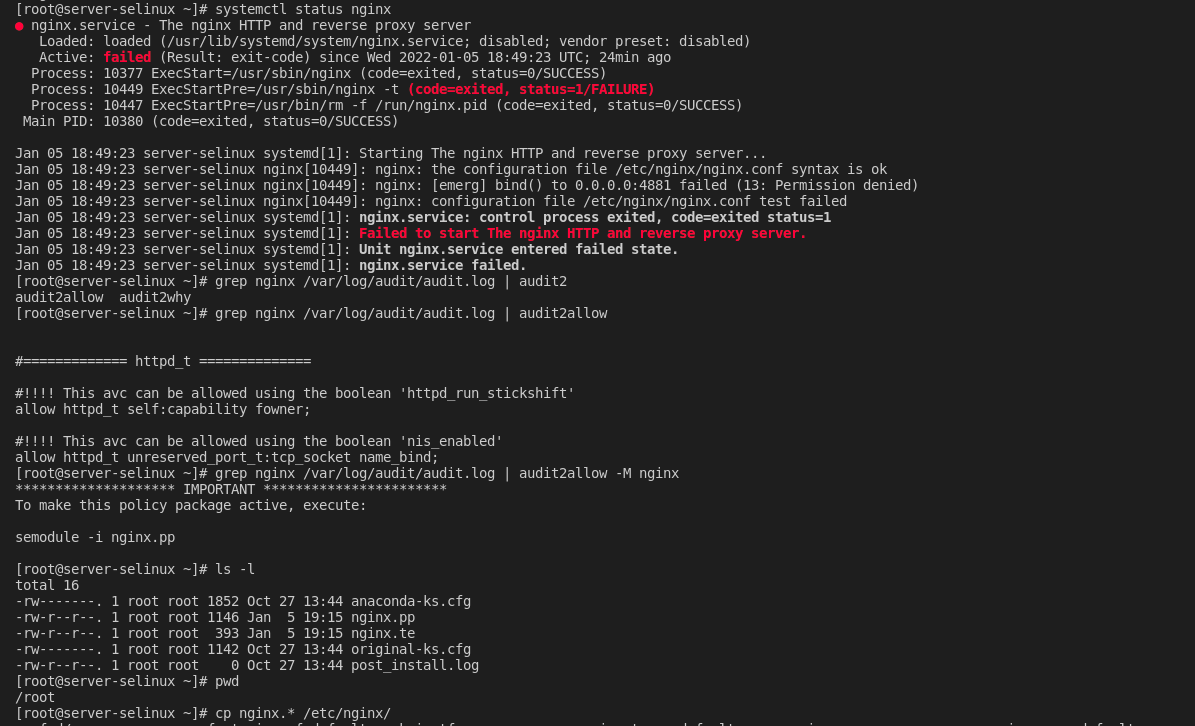 [root@server-selinux ~]# systemctl status nginx
● nginx.service - The nginx HTTP and reverse proxy server
   Loaded: loaded (/usr/lib/systemd/system/nginx.service; disabled; vendor preset: disabled)
   Active: failed (Result: exit-code) since Wed 2022-01-05 18:49:23 UTC; 24min ago
  Process: 10377 ExecStart=/usr/sbin/nginx (code=exited, status=0/SUCCESS)
  Process: 10449 ExecStartPre=/usr/sbin/nginx -t (code=exited, status=1/FAILURE)
  Process: 10447 ExecStartPre=/usr/bin/rm -f /run/nginx.pid (code=exited, status=0/SUCCESS)
 Main PID: 10380 (code=exited, status=0/SUCCESS)

Jan 05 18:49:23 server-selinux systemd[1]: Starting The nginx HTTP and reverse proxy server...
Jan 05 18:49:23 server-selinux nginx[10449]: nginx: the configuration file /etc/nginx/nginx.conf syntax is ok
Jan 05 18:49:23 server-selinux nginx[10449]: nginx: [emerg] bind() to 0.0.0.0:4881 failed (13: Permission denied)
Jan 05 18:49:23 server-selinux nginx[10449]: nginx: configuration file /etc/nginx/nginx.conf test failed
Jan 05 18:49:23 server-selinux systemd[1]: nginx.service: control process exited, code=exited status=1
Jan 05 18:49:23 server-selinux systemd[1]: Failed to start The nginx HTTP and reverse proxy server.
Jan 05 18:49:23 server-selinux systemd[1]: Unit nginx.service entered failed state.
Jan 05 18:49:23 server-selinux systemd[1]: nginx.service failed.
[root@server-selinux ~]# grep nginx /var/log/audit/audit.log | audit2
audit2allow  audit2why
[root@server-selinux ~]# grep nginx /var/log/audit/audit.log | audit2allow

#============= httpd_t ==============

#!!!! This avc can be allowed using the boolean 'httpd_run_stickshift'
allow httpd_t self:capability fowner;

#!!!! This avc can be allowed using the boolean 'nis_enabled'
allow httpd_t unreserved_port_t:tcp_socket name_bind;
[root@server-selinux ~]# grep nginx /var/log/audit/audit.log | audit2allow -M nginx
******************** IMPORTANT ***********************
To make this policy package active, execute:

semodule -i nginx.pp

[root@server-selinux ~]# ls -l
total 16
-rw-------. 1 root root 1852 Oct 27 13:44 anaconda-ks.cfg
-rw-r--r--. 1 root root 1146 Jan  5 19:15 nginx.pp
-rw-r--r--. 1 root root  393 Jan  5 19:15 nginx.te
-rw-------. 1 root root 1142 Oct 27 13:44 original-ks.cfg
-rw-r--r--. 1 root root    0 Oct 27 13:44 post_install.log
[root@server-selinux ~]# pwd
/root
[root@server-selinux ~]# cp nginx.* /etc/nginx/